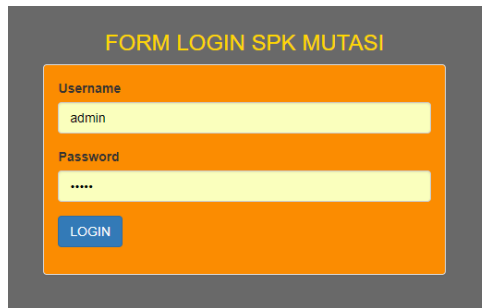 FORM LOGIN SPK MUTASI
Username
admin
Password
•••••
LOGIN